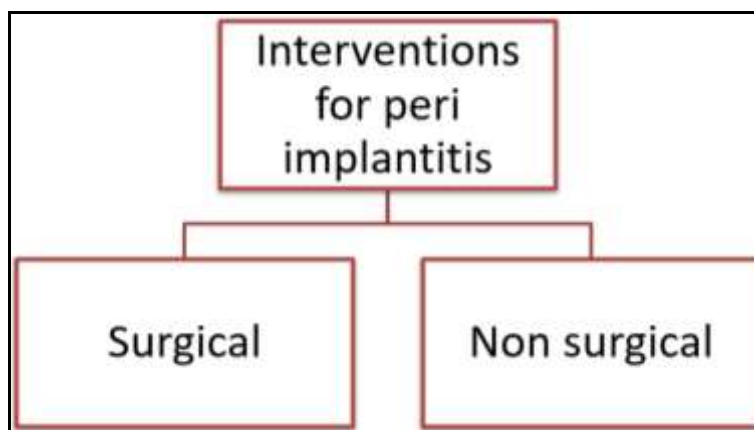 Interventions
for peri
implantitis
Surgical
Non surgical